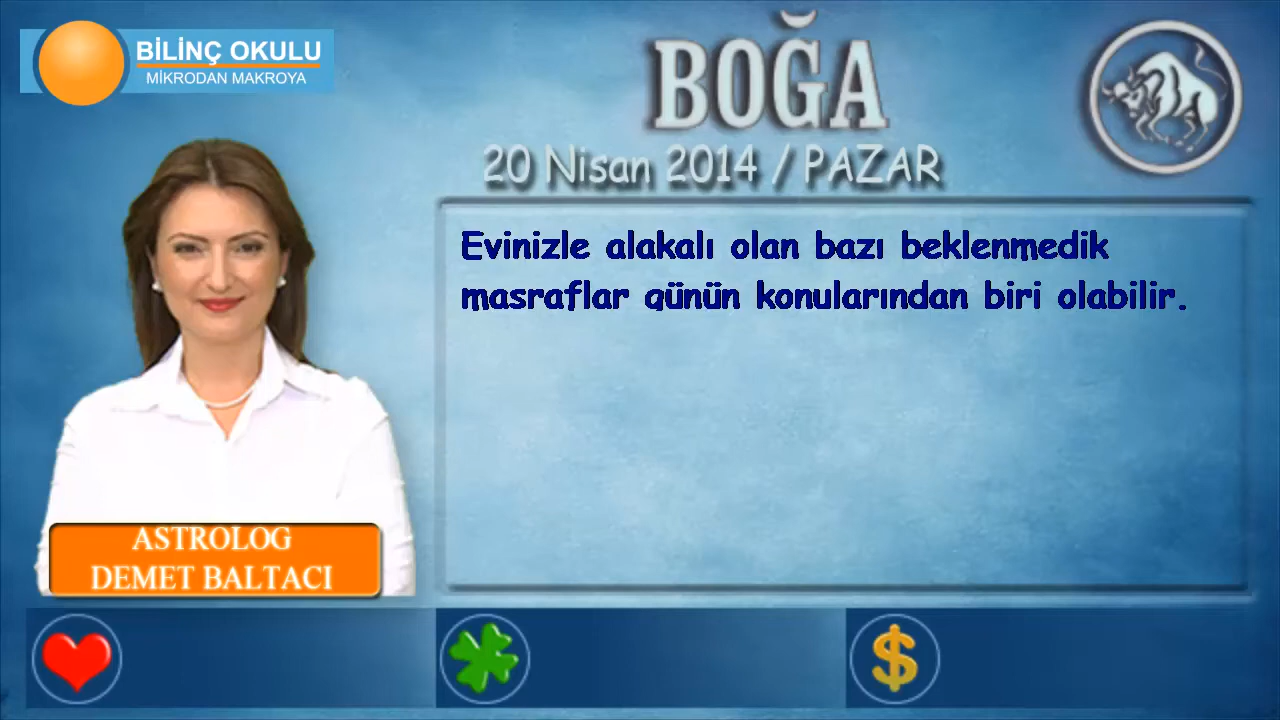 BİLİNÇ OKULU
MİKRODAN MAKROYA
BOĞA
20 Nisan 2014 / PAZAR
Evinizle alakalı olan bazı beklenmedik
masraflar günün konularından biri olabilir.
ASTROLOG
DEMET BALTACI
$